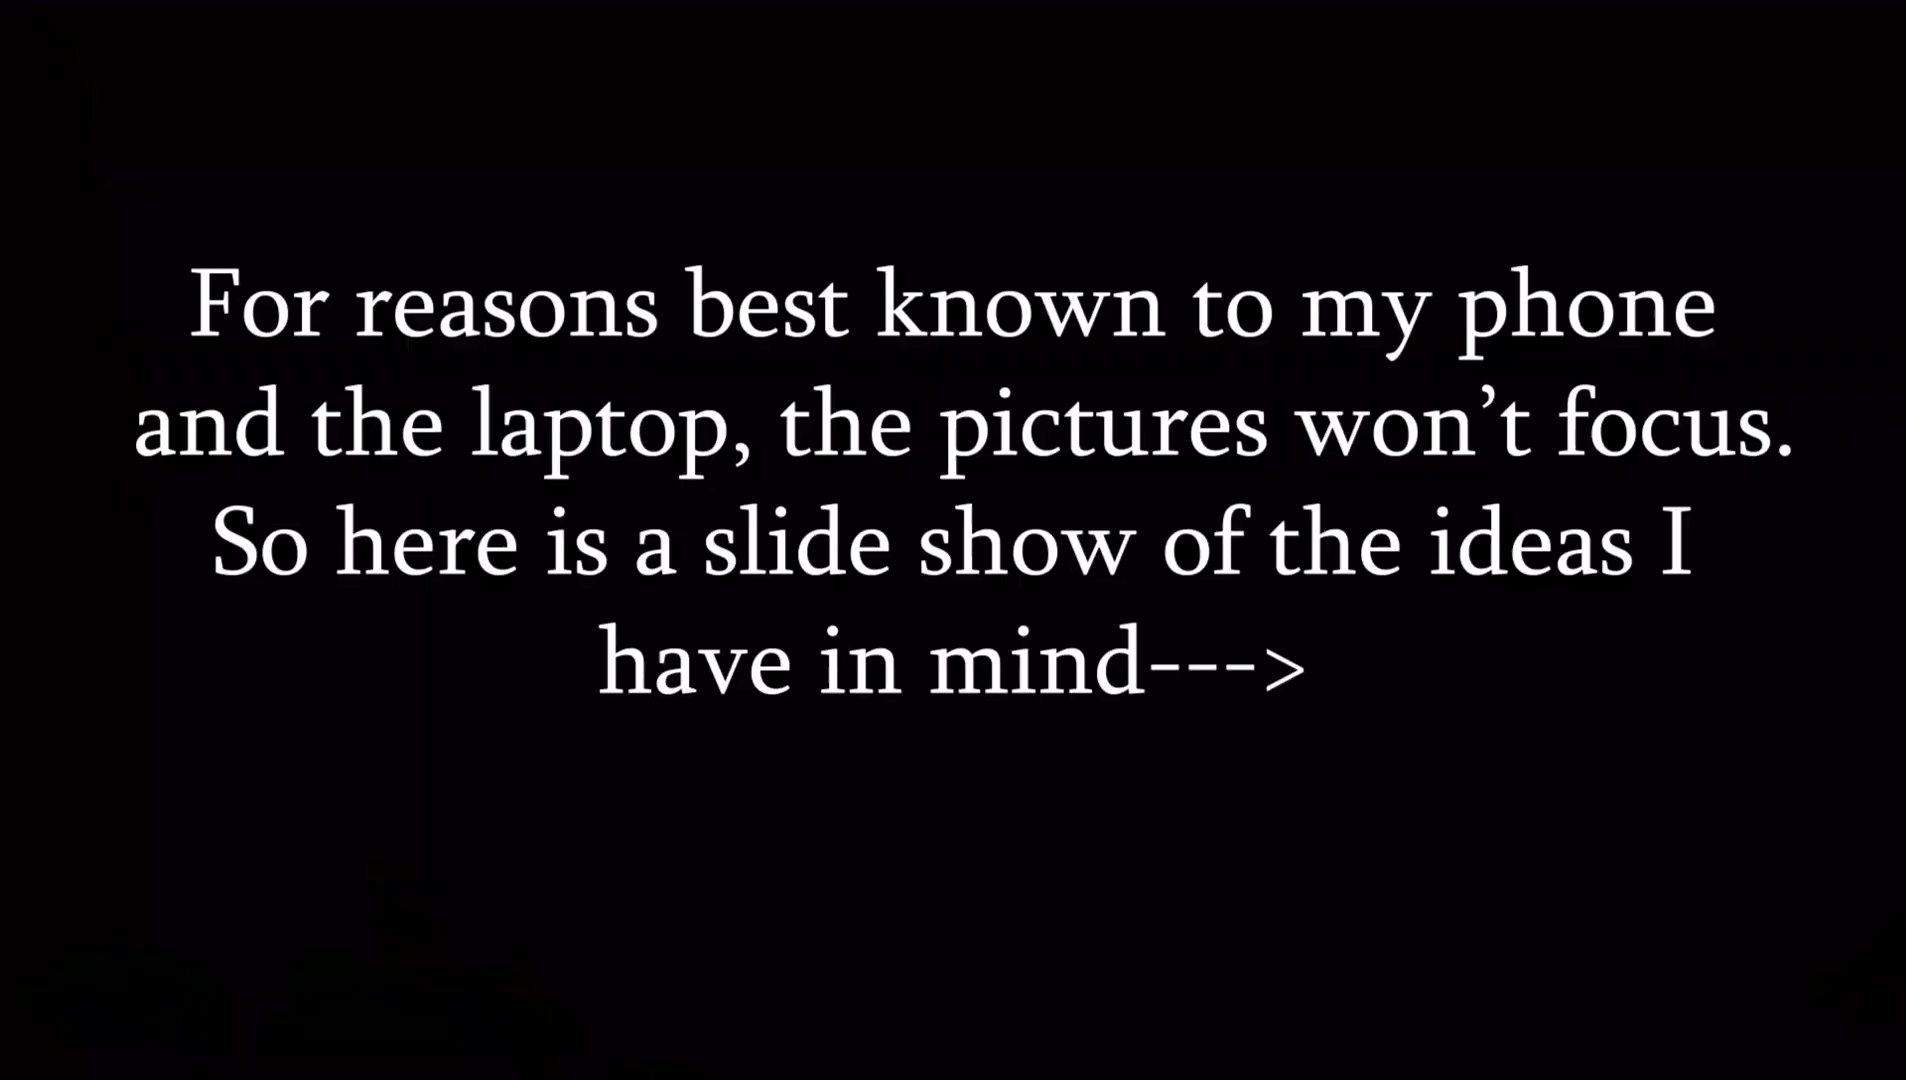 For reasons best known to my phone
and the laptop, the pictures won’t focus.
So here is a slide show of the ideas I
have in mind--->